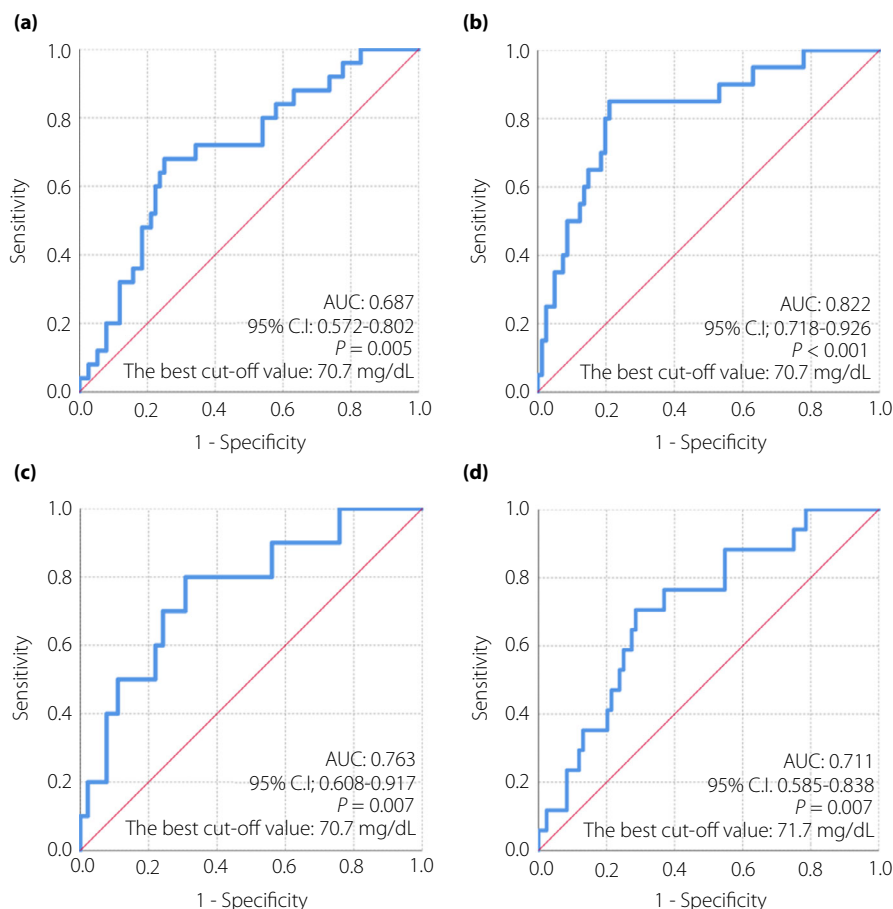 (a)
1.0
0.8
0.6
0.4
0.2
0.0
Sensitivity
AUC: 0.687
95% C.I: 0.572-0.802
P = 0.005
The best cut-off value: 70.7 mg/dL
0.0 0.2 0.4 0.6 0.8 1.0
1 - Specificity
(b)
1.0
0.8
0.6
0.4
0.2
0.0
Sensitivity
AUC: 0.822
95% C.I; 0.718-0.926
P < 0.001
The best cut-off value: 70.7 mg/dL
0.0 0.2 0.4 0.6 0.8 1.0
1 - Specificity
(c)
1.0
0.8
0.6
0.4
0.2
0.0
Sensitivity
AUC: 0.763
95% C.I; 0.608-0.917
P = 0.007
The best cut-off value: 70.7 mg/dL
0.0 0.2 0.4 0.6 0.8 1.0
1 - Specificity
(d)
1.0
0.8
0.6
0.4
0.2
0.0
Sensitivity
AUC: 0.711
95% C.I. 0.585-0.838
P = 0.007
The best cut-off value: 71.7 mg/dL
0.0 0.2 0.4 0.6 0.8 1.0
1 - Specificity